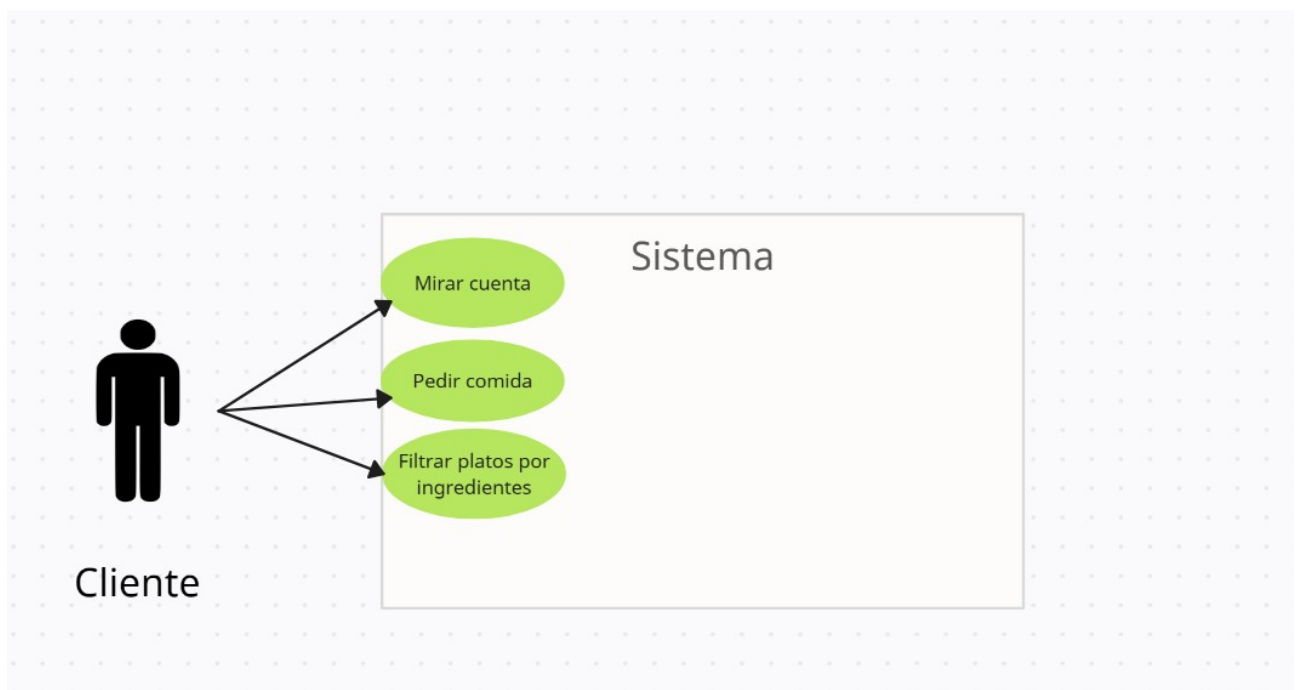 Sistema
Mirar cuenta
Pedir comida
Filtrar platos por
ingredientes
Cliente